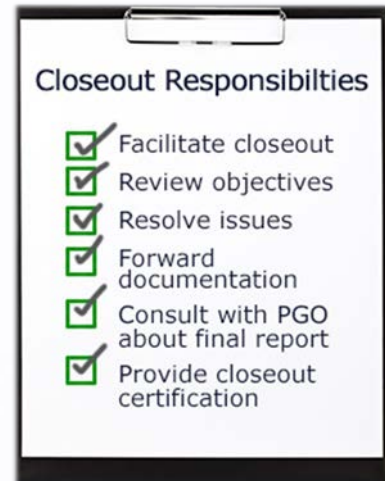 Closeout Responsibilties
Facilitate closeout
Review objectives
Resolve issues
Forward
documentation
Consult with PGO
about final report
Provide closeout
certification